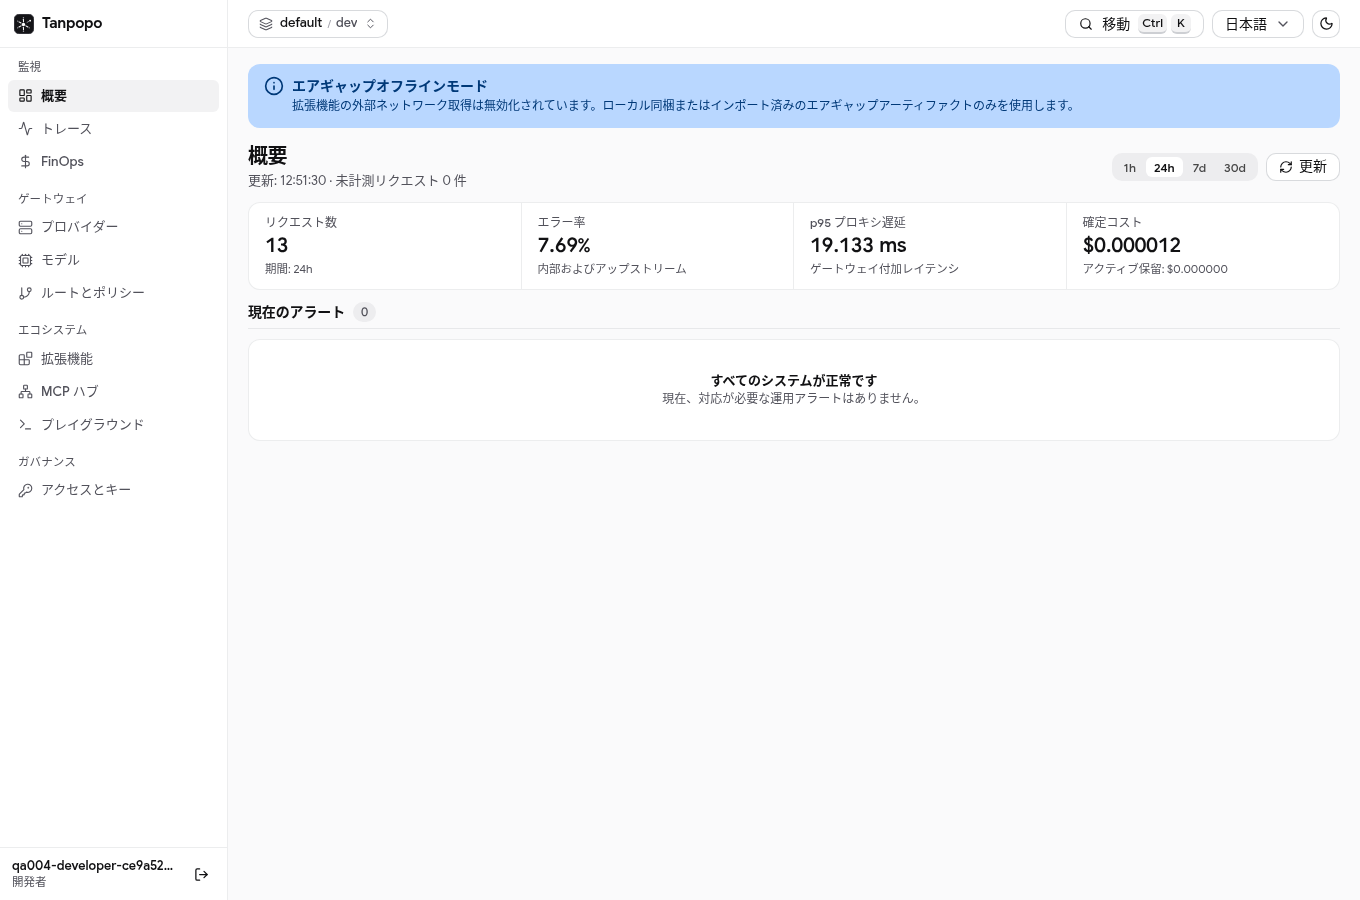 Tanpopo
default / dev
移動 Ctrl K
日本語
監視
概要
トレース
FinOps
ゲートウェイ
プロバイダー
モデル
ルートとポリシー
エコシステム
拡張機能
MCP ハブ
プレイグラウンド
ガバナンス
アクセスとキー
qa004-developer-ce9a52...
開発者
エアギャップオフラインモード
拡張機能の外部ネットワーク取得は無効化されています。ローカル同梱またはインポート済みのエアギャップアーティファクトのみを使用します。
概要
更新: 12:51:30 · 未計測リクエスト 0 件
1h 24h 7d 30d
更新
リクエスト数
13
期間: 24h
エラー率
7.69%
内部およびアップストリーム
p95 プロキシ遅延
19.133 ms
ゲートウェイ付加レイテンシ
確定コスト
$0.000012
アクティブ保留: $0.000000
現在のアラート 0
すべてのシステムが正常です
現在、対応が必要な運用アラートはありません。